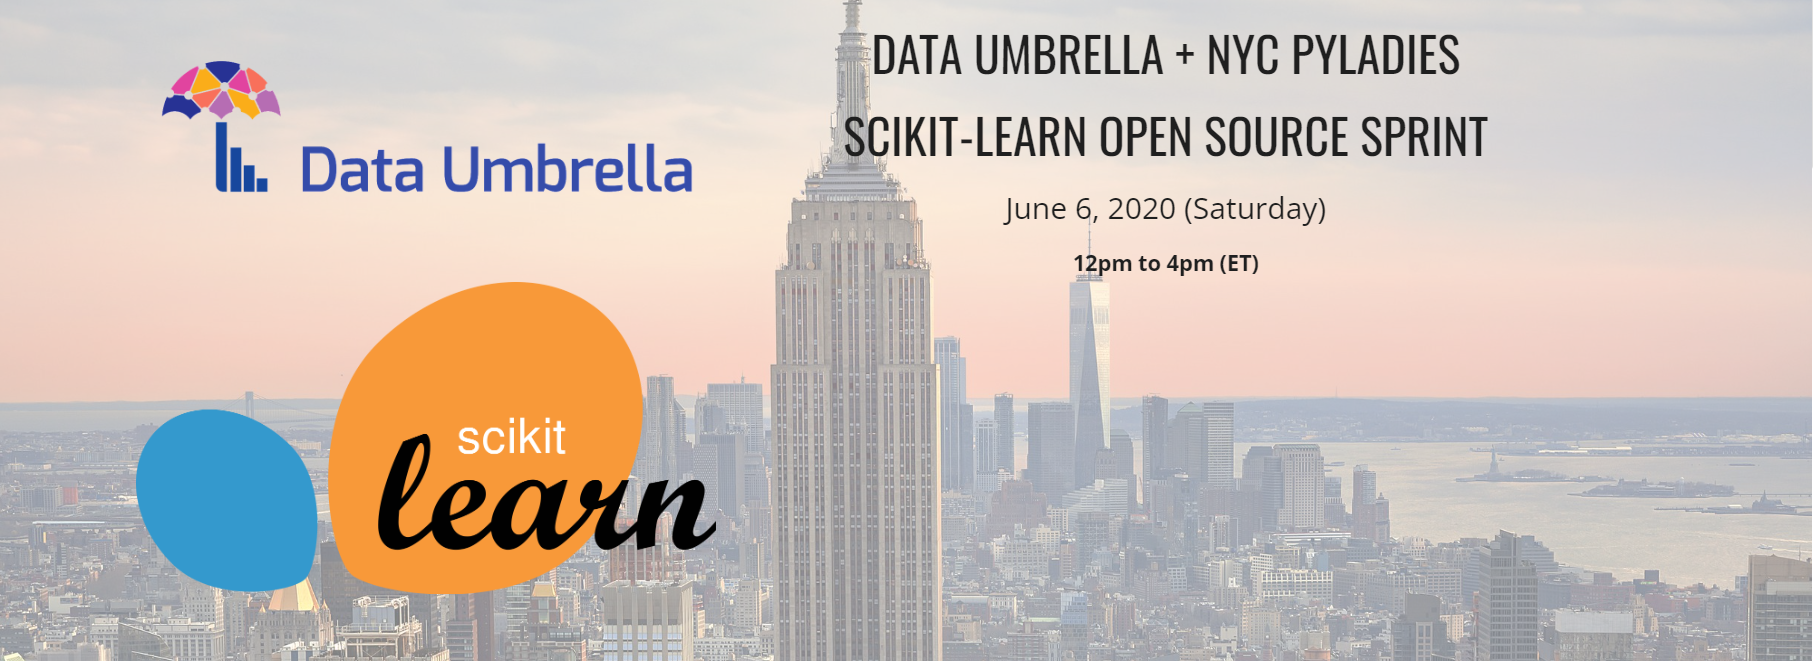 Data Umbrella
DATA UMBRELLA + NYC PYLADIES
SCIKIT-LEARN OPEN SOURCE SPRINT
June 6, 2020 (Saturday)
12pm to 4pm (ET)
scikit
learn